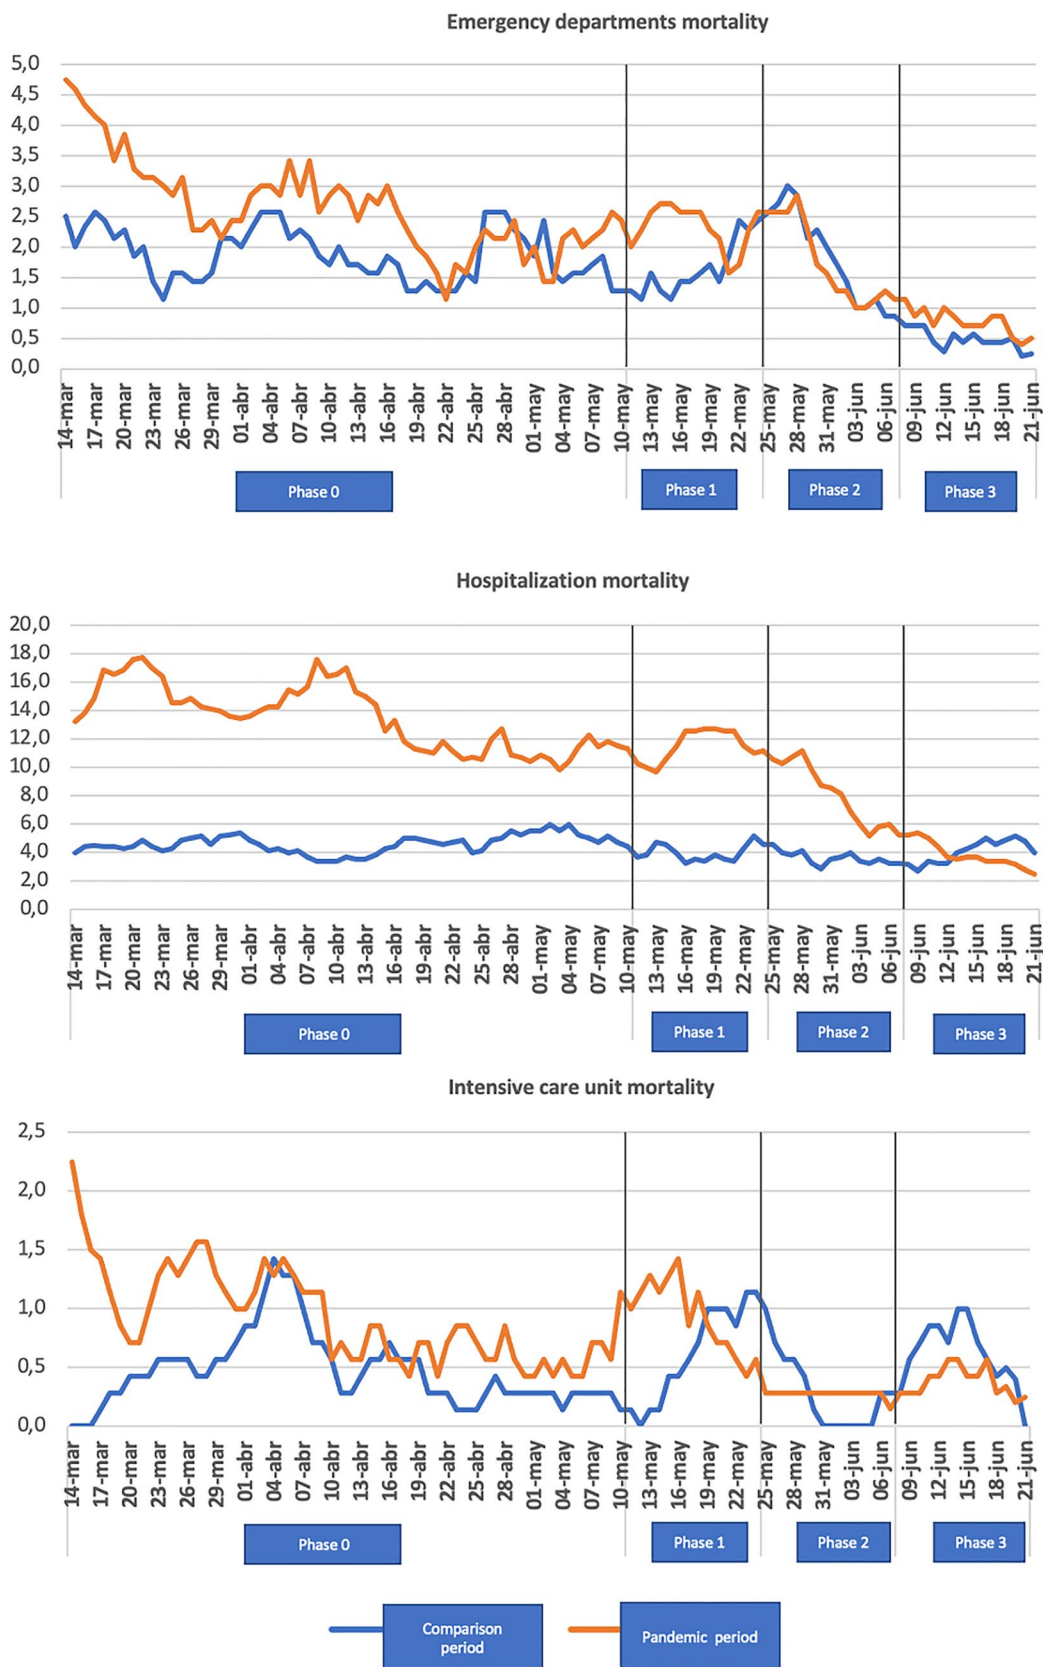 Emergency departments mortality
5,0
4,5
4,0
3,5
3,0
2,5
2,0
1,5
1,0
0,5
0,0
14-mar 17-mar 20-mar 23-mar 26-mar 29-mar 01-abr 04-abr 07-abr 10-abr 13-abr 16-abr 19-abr 22-abr 25-abr 28-abr 01-may 04-may 07-may 10-may 13-may 16-may 19-may 22-may 25-may 28-may 31-may 03-jun 06-jun 09-jun 12-jun 15-jun 18-jun 21-jun
Phase 0 Phase 1 Phase 2 Phase 3
Hospitalization mortality
20,0
18,0
16,0
14,0
12,0
10,0
8,0
6,0
4,0
2,0
0,0
14-mar 17-mar 20-mar 23-mar 26-mar 29-mar 01-abr 04-abr 07-abr 10-abr 13-abr 16-abr 19-abr 22-abr 25-abr 28-abr 01-may 04-may 07-may 10-may 13-may 16-may 19-may 22-may 25-may 28-may 31-may 03-jun 06-jun 09-jun 12-jun 15-jun 18-jun 21-jun
Phase 0 Phase 1 Phase 2 Phase 3
Intensive care unit mortality
2,5
2,0
1,5
1,0
0,5
0,0
14-mar 17-mar 20-mar 23-mar 26-mar 29-mar 01-abr 04-abr 07-abr 10-abr 13-abr 16-abr 19-abr 22-abr 25-abr 28-abr 01-may 04-may 07-may 10-may 13-may 16-may 19-may 22-may 25-may 28-may 31-may 03-jun 06-jun 09-jun 12-jun 15-jun 18-jun 21-jun
Phase 0 Phase 1 Phase 2 Phase 3
Comparison
period
Pandemic period